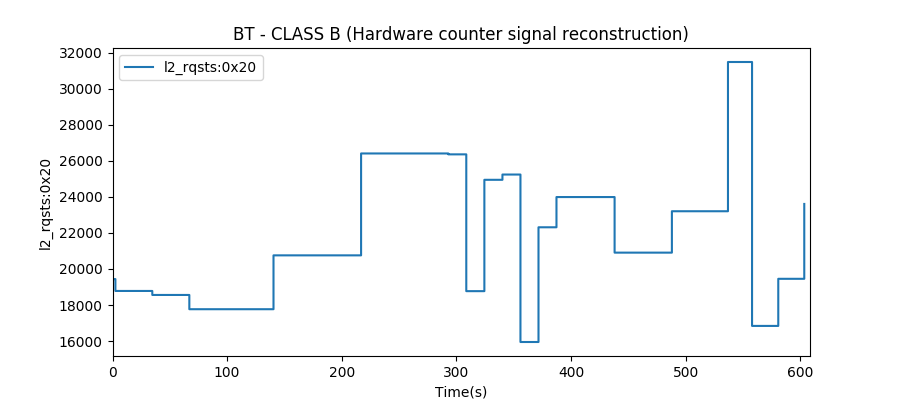 BT - CLASS B (Hardware counter signal reconstruction)
l2_rqsts:0x20
32000
30000
28000
26000
24000
22000
20000
18000
16000
l2_rqsts:0x20
0 100 200 300 400 500 600
Time(s)